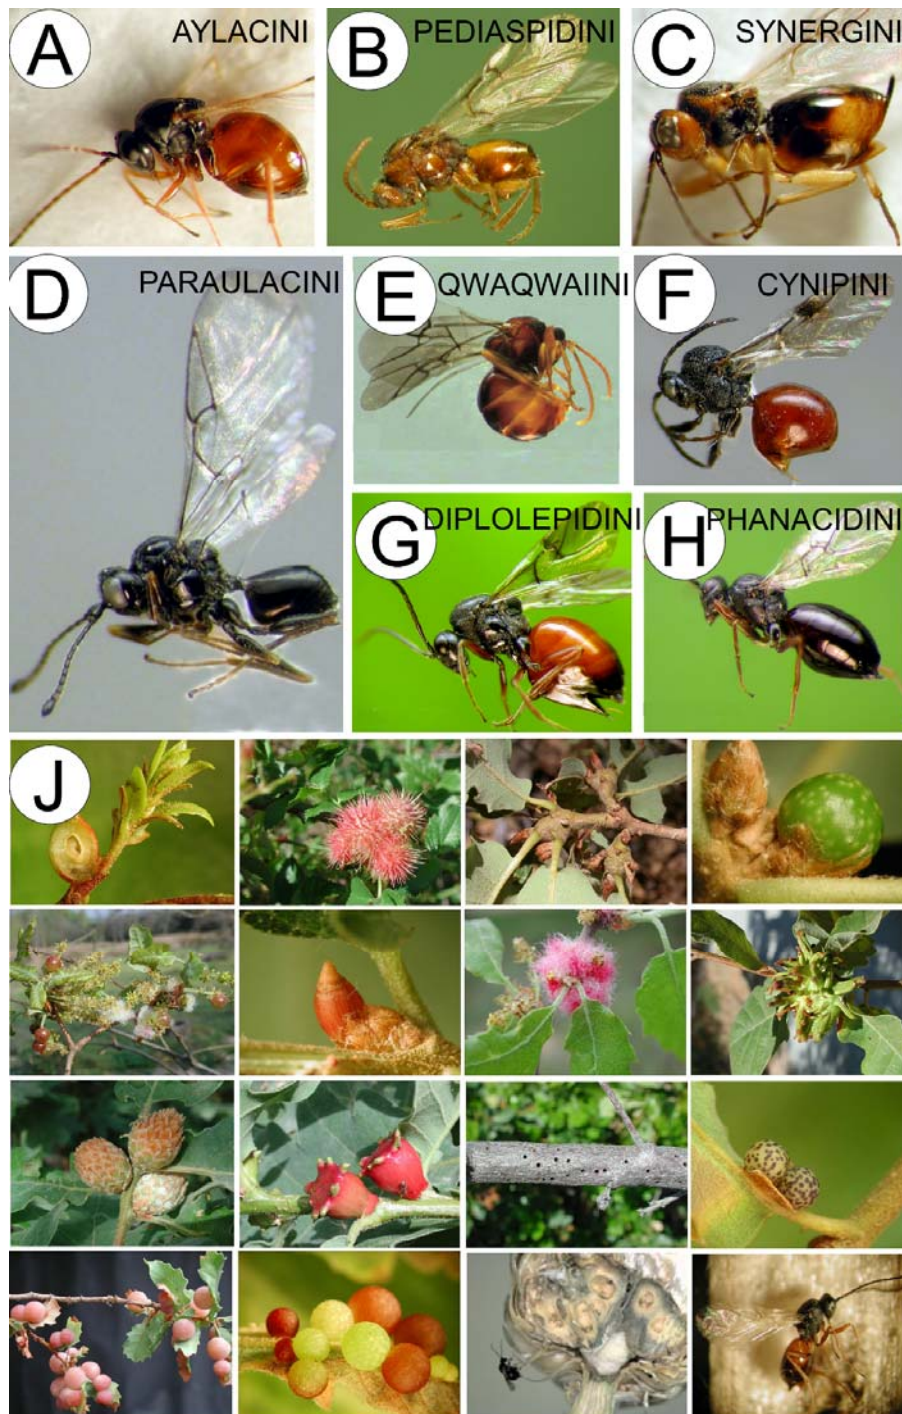 A AYLACINI
B PEDIASPIDINI
C SYNERGINI
D PARAULACINI
E QWAQWAIINI
F CYNIPINI
G DIPLOLEPIDINI
H PHANACIDINI
J